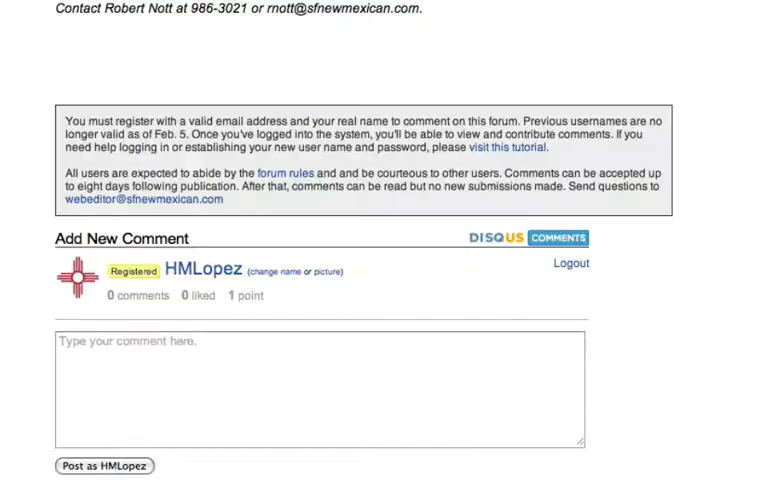 Contact Robert Nott at 986-3021 or rnott@sfnewmexican.com.
You must register with a valid email address and your real name to comment on this forum. Previous usernames are no
longer valid as of Feb. 5. Once you've logged into the system, you'll be able to view and contribute comments. If you
need help logging in or establishing your new user name and password, please visit this tutorial.
All users are expected to abide by the forum rules and and be courteous to other users. Comments can be accepted up
to eight days following publication. After that, comments can be read but no new submissions made. Send questions to
webeditor@sfnewmexican.com
Add New Comment DISQUS COMMENTS
Registered HMLopez (change name or picture) Logout
0 comments 0 liked 1 point
Type your comment here.
Post as HMLopez